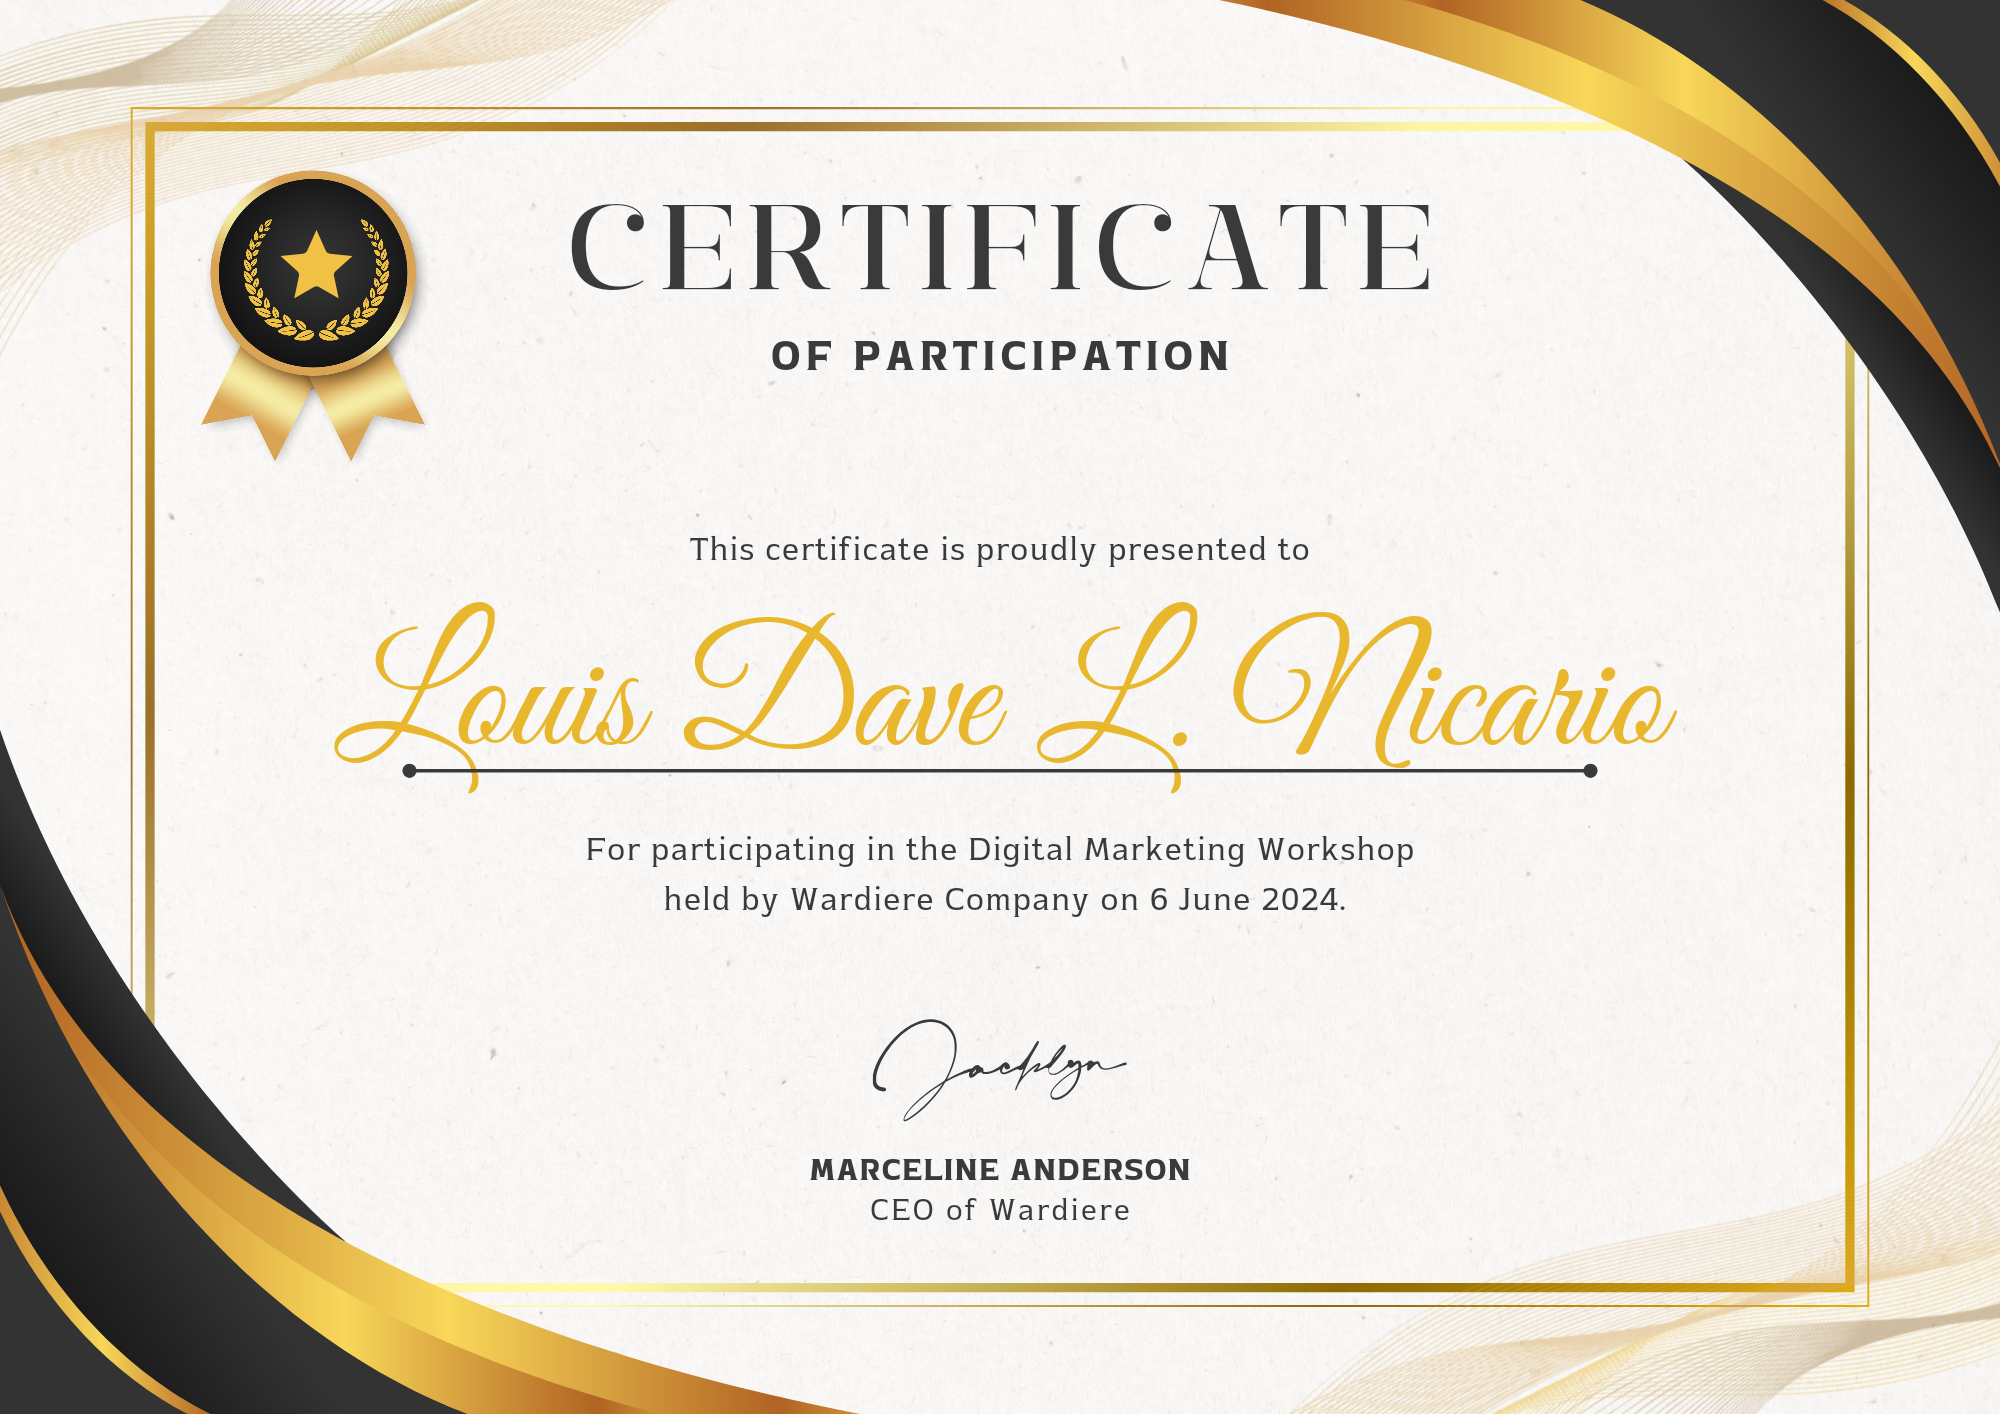 CERTIFICATE
OF PARTICIPATION
This certificate is proudly presented to
Louis Dave L. Nicario
For participating in the Digital Marketing Workshop
held by Wardiere Company on 6 June 2024.
Jacklyn
MARCELINE ANDERSON
CEO of Wardiere